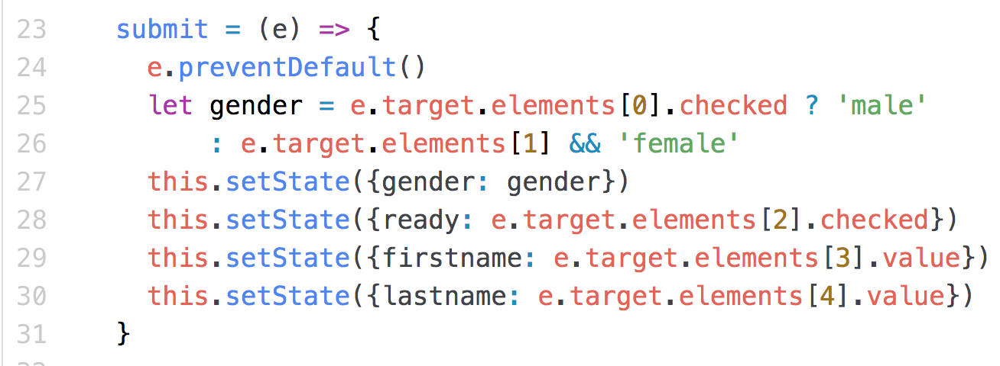 23 submit = (e) => {
24 e.preventDefault()
25 let gender = e.target.elements[0].checked ? 'male'
26 : e.target.elements[1] && 'female'
27 this.setState({gender: gender})
28 this.setState({ready: e.target.elements[2].checked})
29 this.setState({firstname: e.target.elements[3].value})
30 this.setState({lastname: e.target.elements[4].value})
31 }